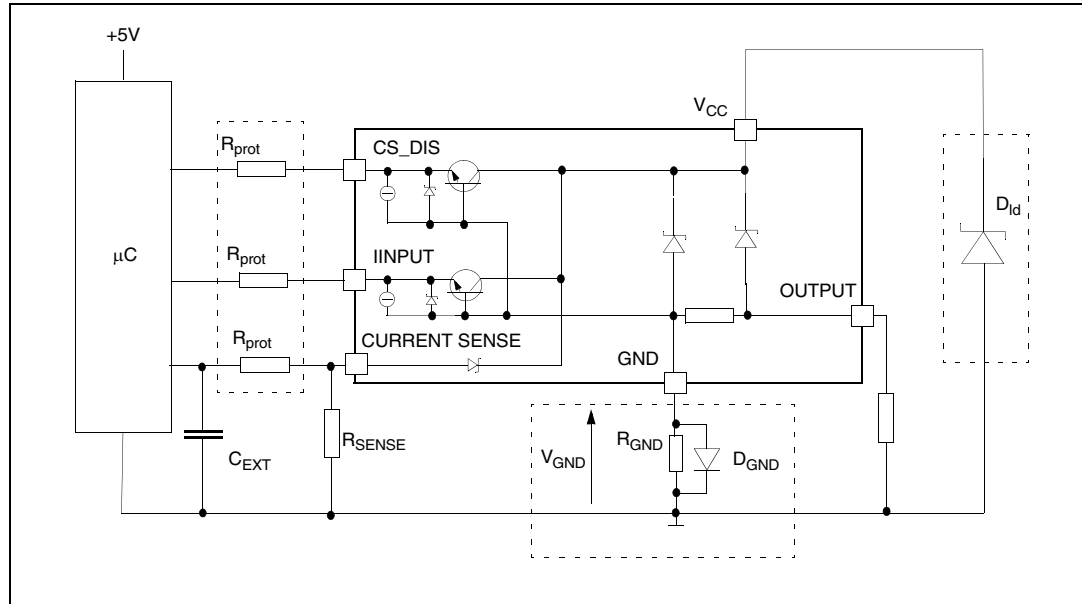 +5V
V_CC
R_prot
CS_DIS
D_ld
μC
R_prot
IINPUT
OUTPUT
R_prot
CURRENT SENSE
GND
C_EXT
R_SENSE
V_GND
R_GND
D_GND